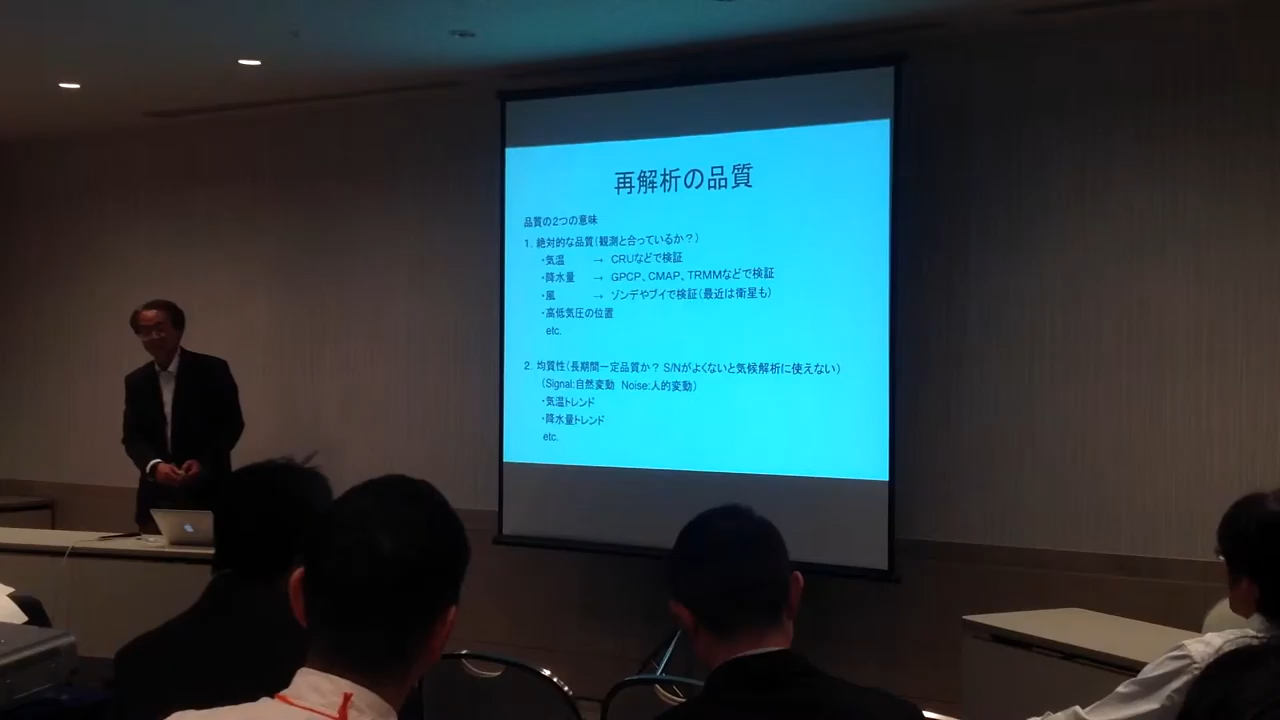 再解析の品質
品質の2つの意味
1. 絶対的な品質（観測と合っているか？）
・気温 → CRUなどで検証
・降水量 → GPCP、CMAP、TRMMなどで検証
・風 → ゾンデやブイで検証（最近は衛星も）
・高低気圧の位置
etc.
2. 均質性（長期間一定品質か？ S/Nがよくないと気候解析に使えない）
（Signal:自然変動 Noise:人的変動）
・気温トレンド
・降水量トレンド
etc.